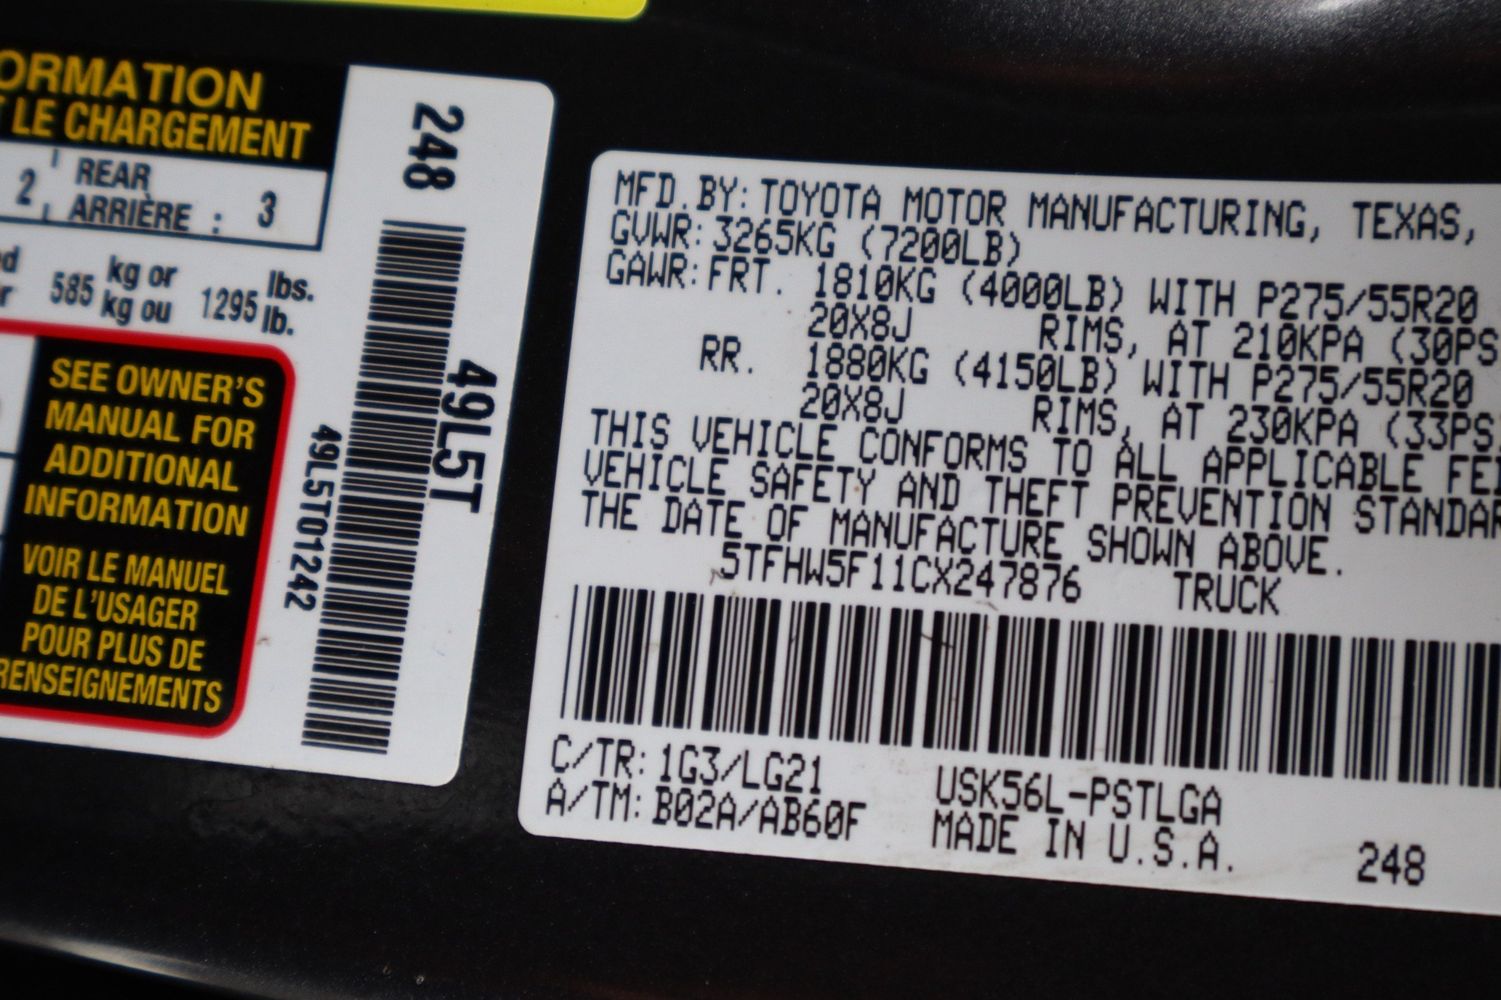 ORMATION
T LE CHARGEMENT
2 REAR
ARRIÈRE : 3
585 kg or
kg ou 1295 lbs.
lb.
SEE OWNER'S
MANUAL FOR
ADDITIONAL
INFORMATION
VOIR LE MANUEL
DE L'USAGER
POUR PLUS DE
RENSEIGNEMENTS
248
49L5T
49L5T01242
MFD.BY: TOYOTA MOTOR MANUFACTURING, TEXAS,
GVWR: 3265KG (7200LB)
GAWR: FRT. 1810KG (4000LB) WITH P275/55R20
20X8J RIMS, AT 210KPA (30PS
RR. 1880KG (4150LB) WITH P275/55R20
20X8J RIMS, AT 230KPA (33PS
THIS VEHICLE CONFORMS TO ALL APPLICABLE FE
VEHICLE SAFETY AND THEFT PREVENTION STANDAR
THE DATE OF MANUFACTURE SHOWN ABOVE.
5TFHW5F11CX247876 TRUCK
C/TR: 1G3/LG21 USK56L-PSTLGA
A/TM: B02A/AB60F MADE IN U.S.A. 248